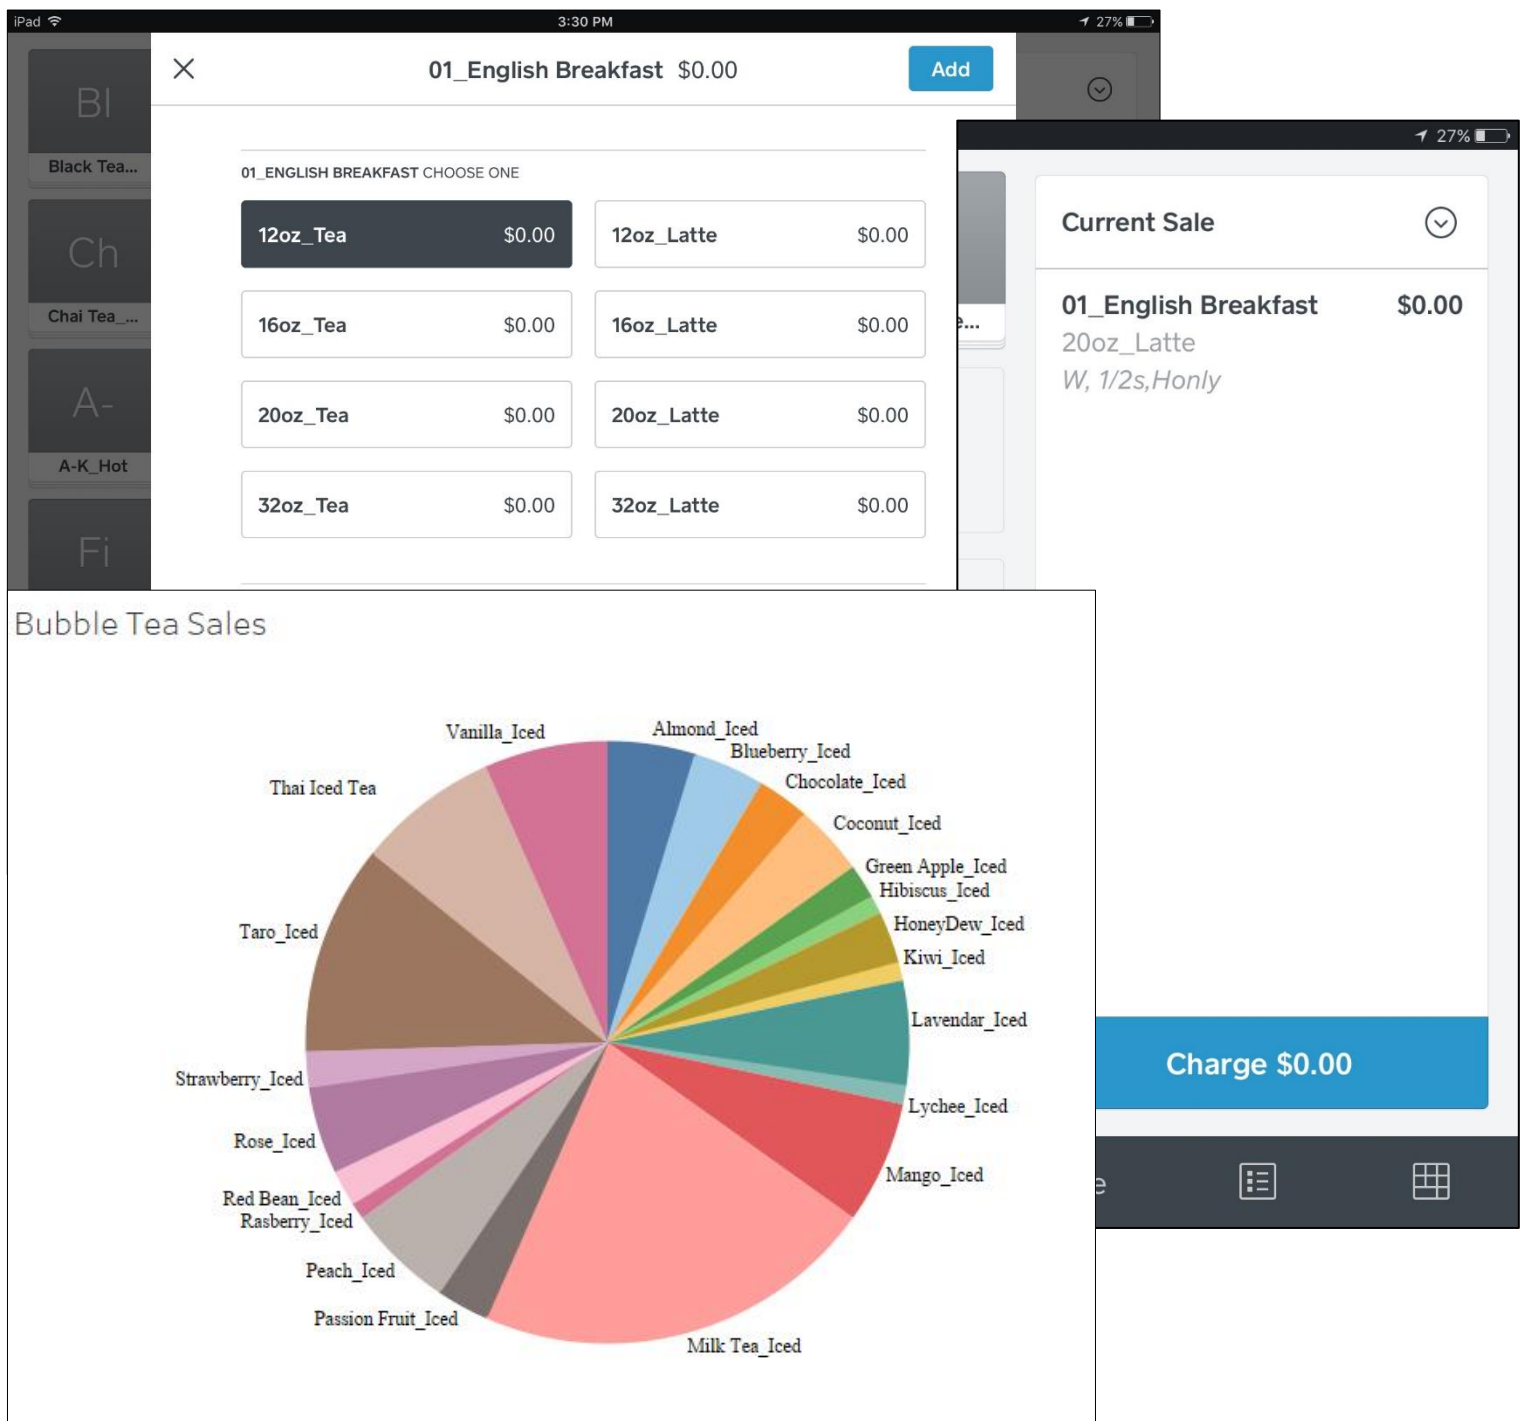 iPad 3:30 PM 27%
01_English Breakfast $0.00 Add
Bl
Black Tea...
Ch
Chai Tea_...
A-
A-K_Hot
Fi
01_ENGLISH BREAKFAST CHOOSE ONE
12oz_Tea $0.00 12oz_Latte $0.00
16oz_Tea $0.00 16oz_Latte $0.00
20oz_Tea $0.00 20oz_Latte $0.00
32oz_Tea $0.00 32oz_Latte $0.00
27%
Current Sale
01_English Breakfast $0.00
20oz_Latte
W, 1/2s,Honly
Charge $0.00
Bubble Tea Sales
Vanilla_Iced
Almond_Iced
Blueberry_Iced
Chocolate_Iced
Coconut_Iced
Green Apple_Iced
Hibiscus_Iced
HoneyDew_Iced
Kiwi_Iced
Lavendar_Iced
Lychee_Iced
Mango_Iced
Milk Tea_Iced
Passion Fruit_Iced
Peach_Iced
Rasberry_Iced
Red Bean_Iced
Rose_Iced
Strawberry_Iced
Taro_Iced
Thai Iced Tea